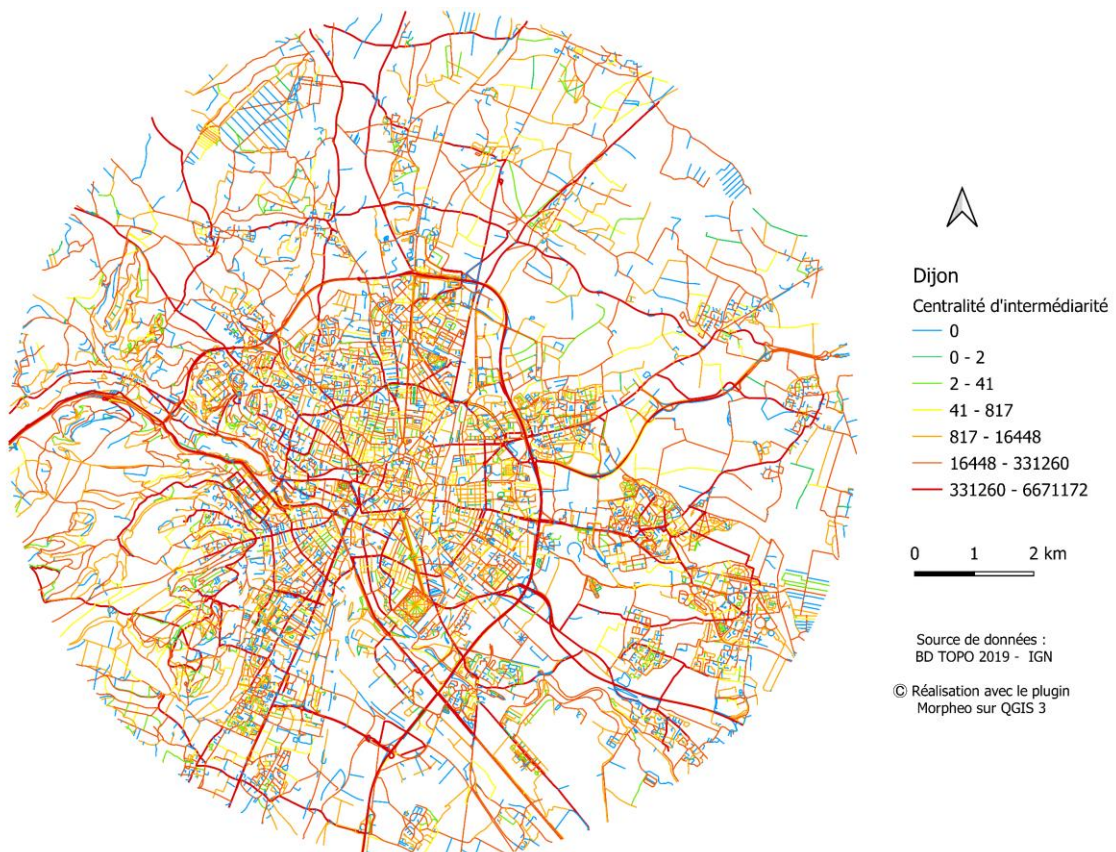 Dijon
Centralité d'intermédiarité
0
0 - 2
2 - 41
41 - 817
817 - 16448
16448 - 331260
331260 - 6671172
0 1 2 km
Source de données :
BD TOPO 2019 - IGN
© Réalisation avec le plugin
Morpheo sur QGIS 3